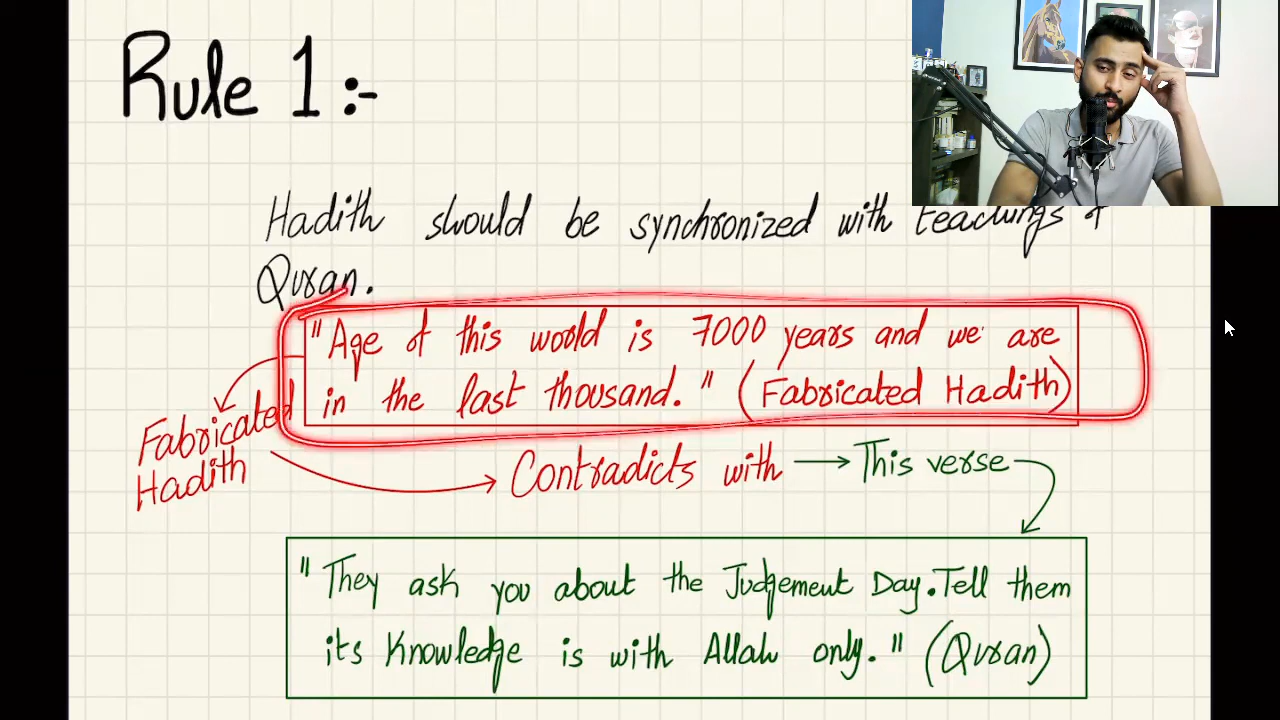 Rule 1 :-
Hadith should be synchronized with teachings of
Quran.
"Age of this world is 7000 years and we are
in the last thousand." (Fabricated Hadith)
Fabricated
Hadith
Contradicts with → This verse
"They ask you about the Judgement Day. Tell them
its Knowledge is with Allah only." (Quran)